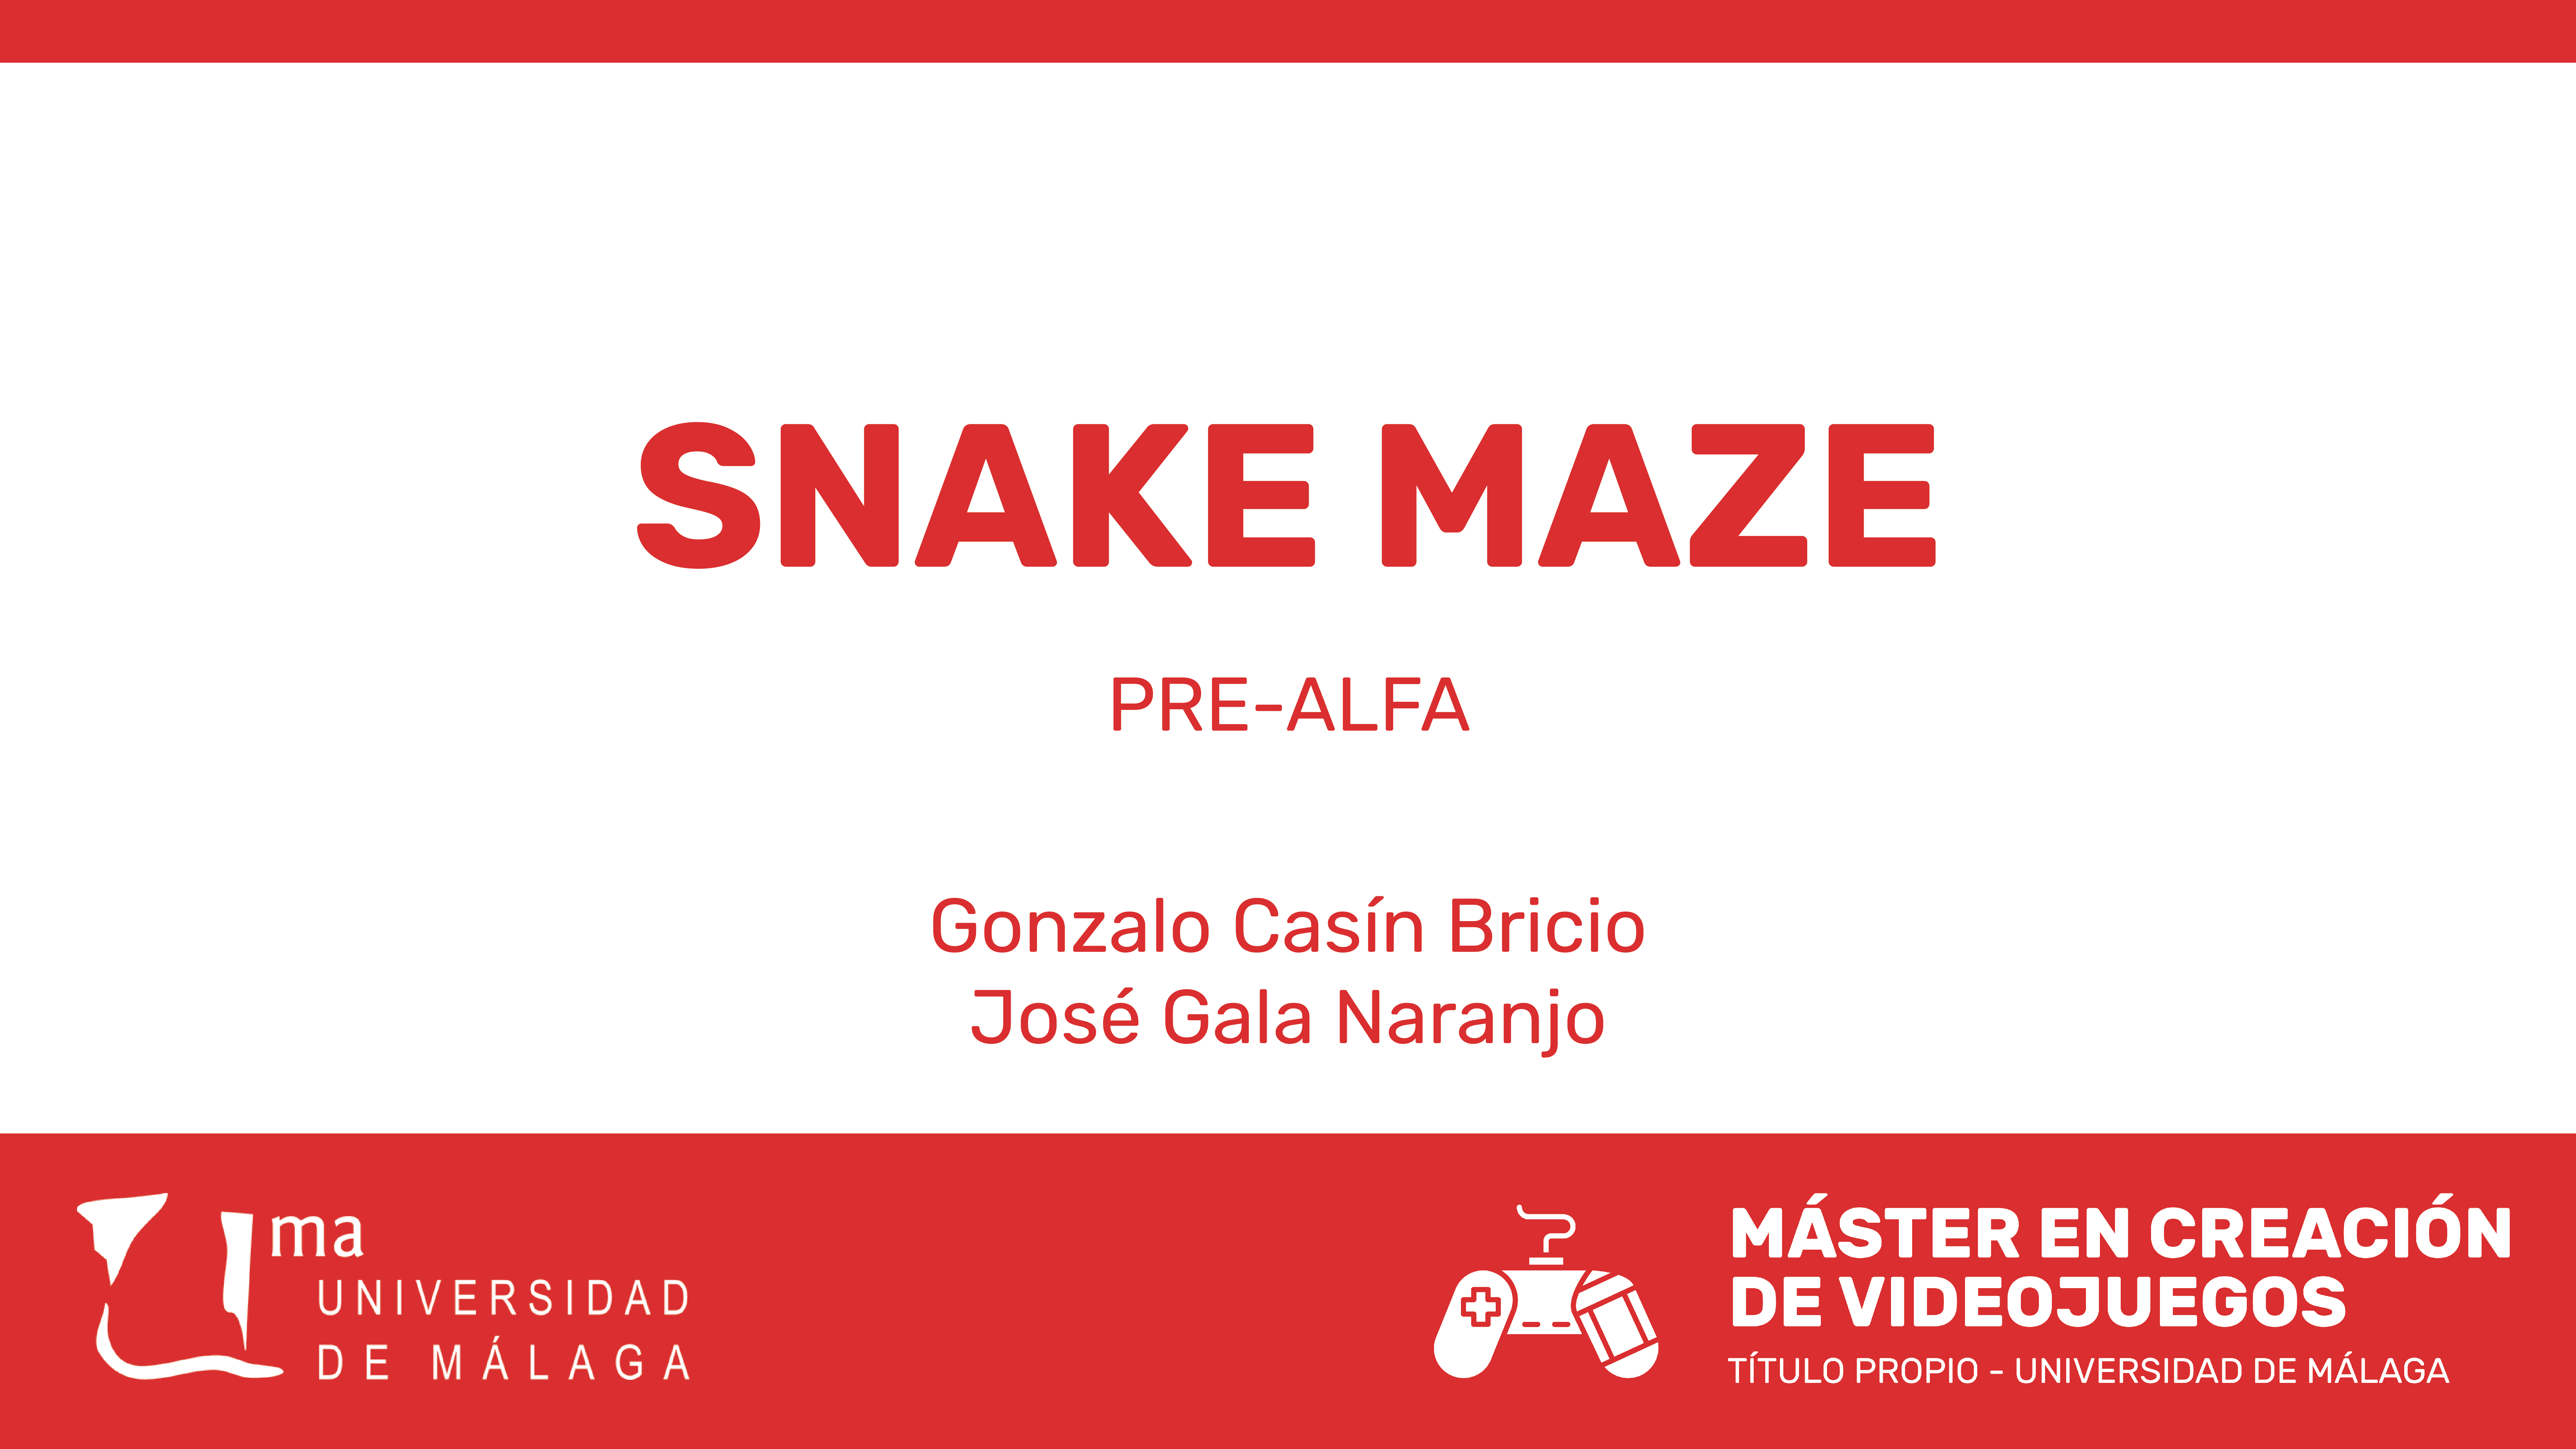 SNAKE MAZE
PRE-ALFA
Gonzalo Casín Bricio
José Gala Naranjo
uma
UNIVERSIDAD
DE MÁLAGA
MÁSTER EN CREACIÓN
DE VIDEOJUEGOS
TÍTULO PROPIO - UNIVERSIDAD DE MÁLAGA